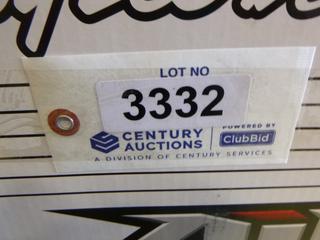 LOT NO
3332
CENTURY AUCTIONS
POWERED BY
ClubBid
A DIVISION OF CENTURY SERVICES